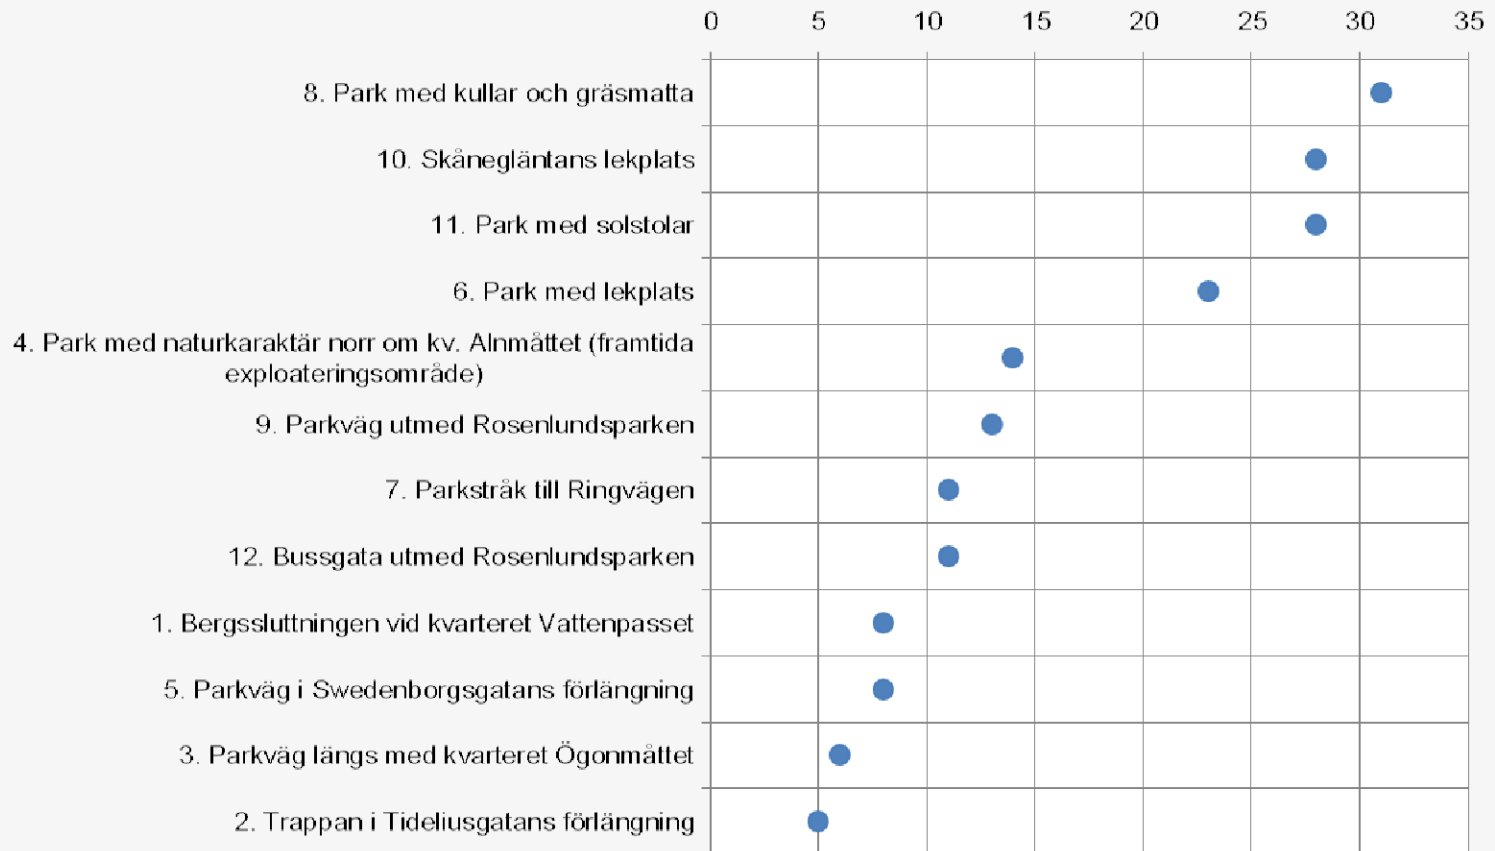 0 5 10 15 20 25 30 35
8. Park med kullar och gräsmatta
10. Skånegläntans lekplats
11. Park med solstolar
6. Park med lekplats
4. Park med naturkaraktär norr om kv. Alnmåttet (framtida
exploateringsområde)
9. Parkväg utmed Rosenlundsparken
7. Parkstråk till Ringvägen
12. Bussgata utmed Rosenlundsparken
1. Bergssluttningen vid kvarteret Vattenpasset
5. Parkväg i Swedenborgsgatans förlängning
3. Parkväg längs med kvarteret Ögonmåttet
2. Trappan i Tideliusgatans förlängning